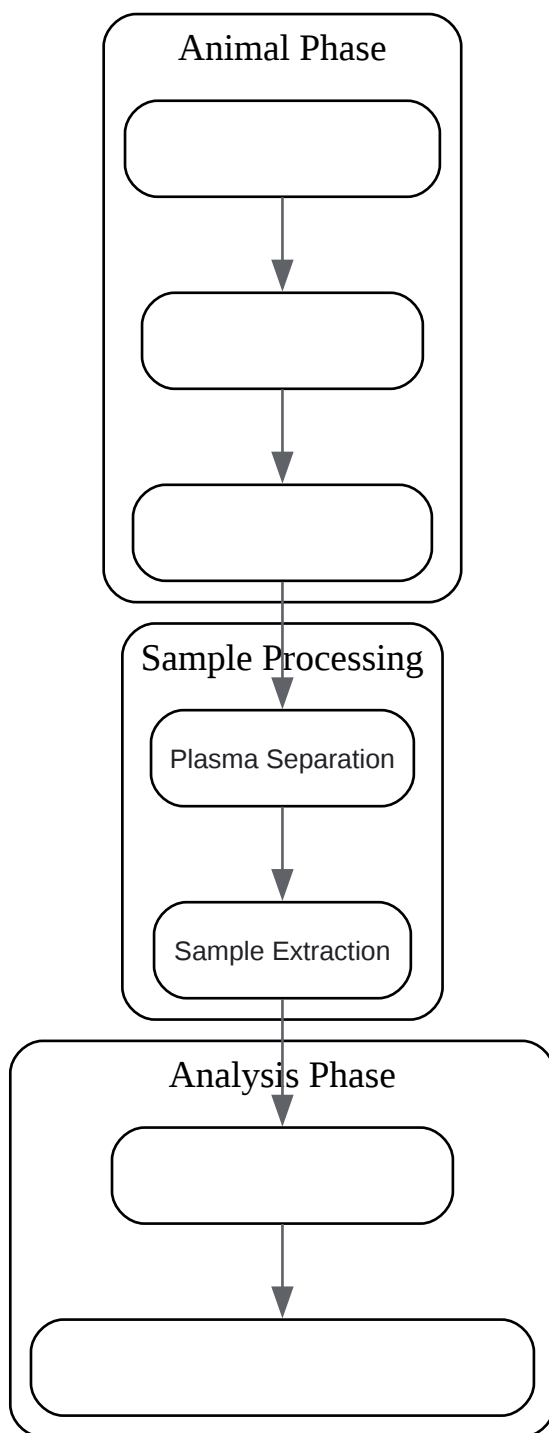 Animal Phase
Sample Processing
Plasma Separation
Sample Extraction
Analysis Phase